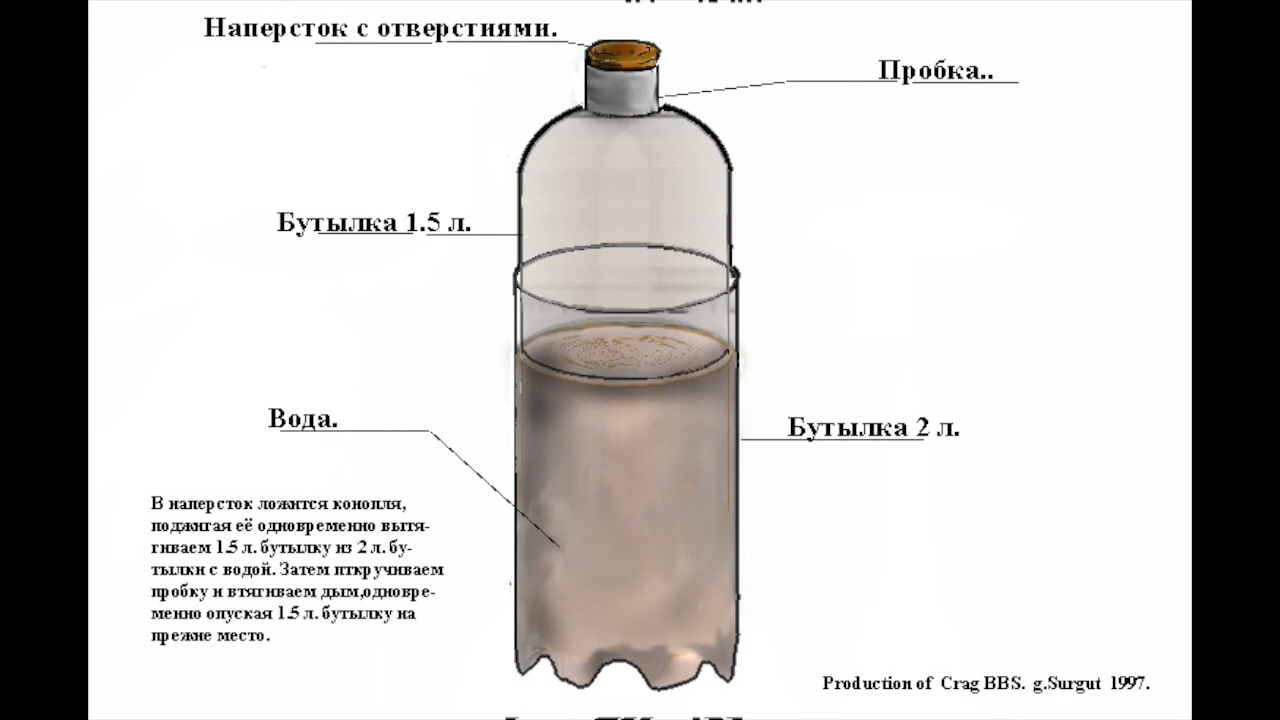 Наперсток с отверстиями.
Пробка..
Бутылка 1.5 л.
Вода.
Бутылка 2 л.
В наперсток ложится конопля,
поджигая её одновременно вытя-
гиваем 1.5 л. бутылку из 2 л. бу-
тылки с водой. Затем пткручиваем
пробку и втягиваем дым,одновре-
менно опуская 1.5 л. бутылку на
прежне место.
Production of Crag BBS. g.Surgut 1997.